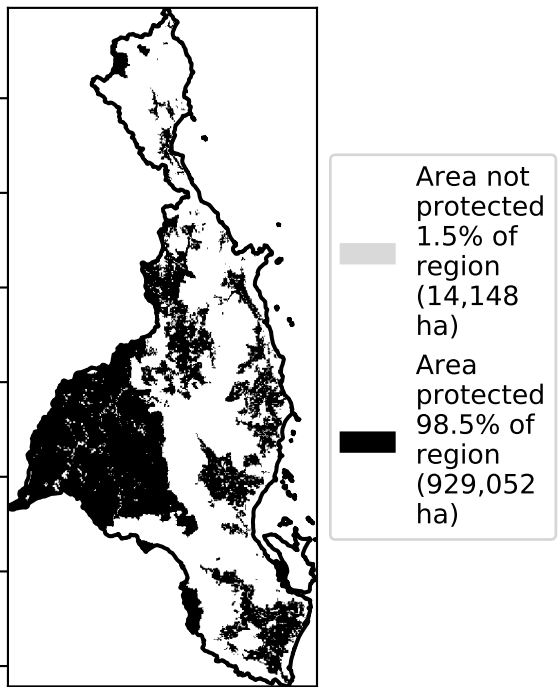 Area not
protected
1.5% of
region
(14,148
ha)
Area
protected
98.5% of
region
(929,052
ha)